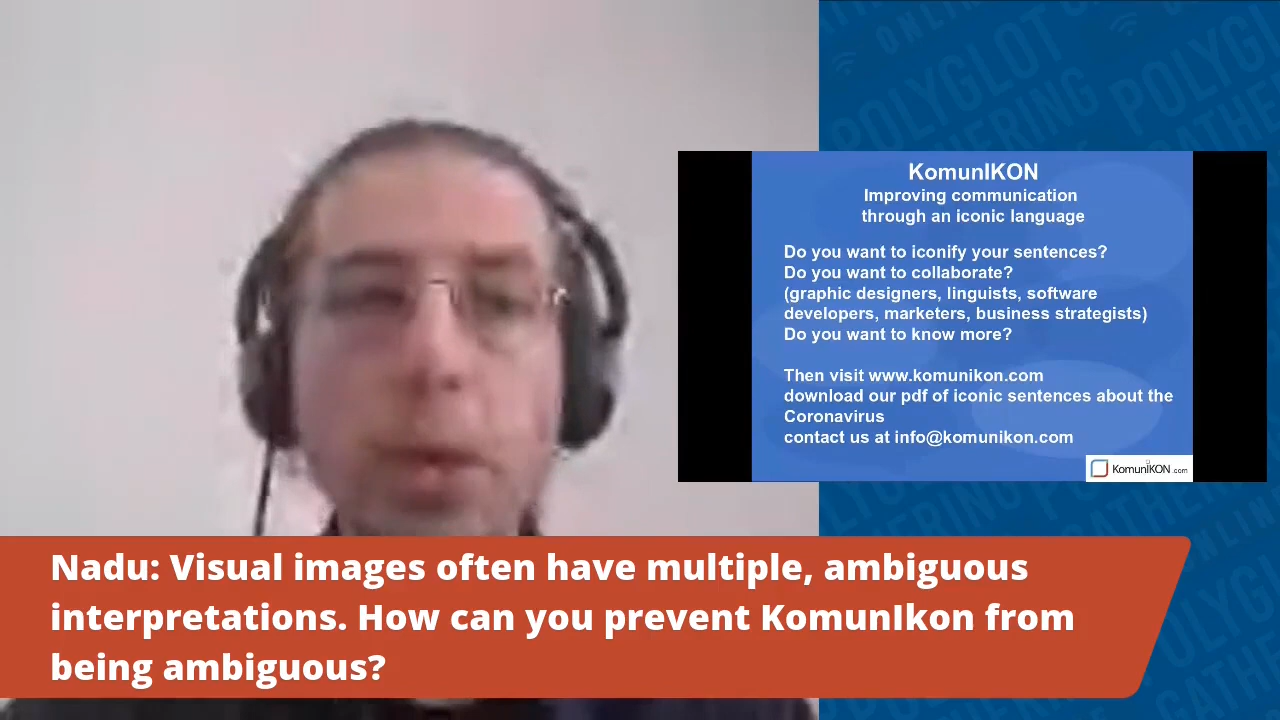 KomunIKON
Improving communication
through an iconic language
Do you want to iconify your sentences?
Do you want to collaborate?
(graphic designers, linguists, software
developers, marketers, business strategists)
Do you want to know more?
Then visit www.komunikon.com
download our pdf of iconic sentences about the
Coronavirus
contact us at info@komunikon.com
KomunIKON.com
Nadu: Visual images often have multiple, ambiguous
interpretations. How can you prevent KomunIkon from
being ambiguous?
ONLINE
POLYGLOT
GATHERING